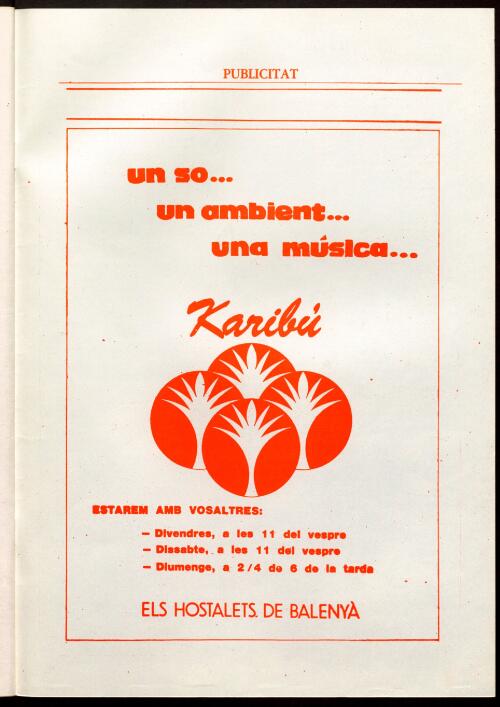 PUBLICITAT
un so...
un ambient...
una música...
Karibú
ESTAREM AMB VOSALTRES:
– Divendres, a les 11 del vespre
– Dissabte, a les 11 del vespre
– Diumenge, a 2/4 de 6 de la tarda
ELS HOSTALETS. DE BALENYÀ